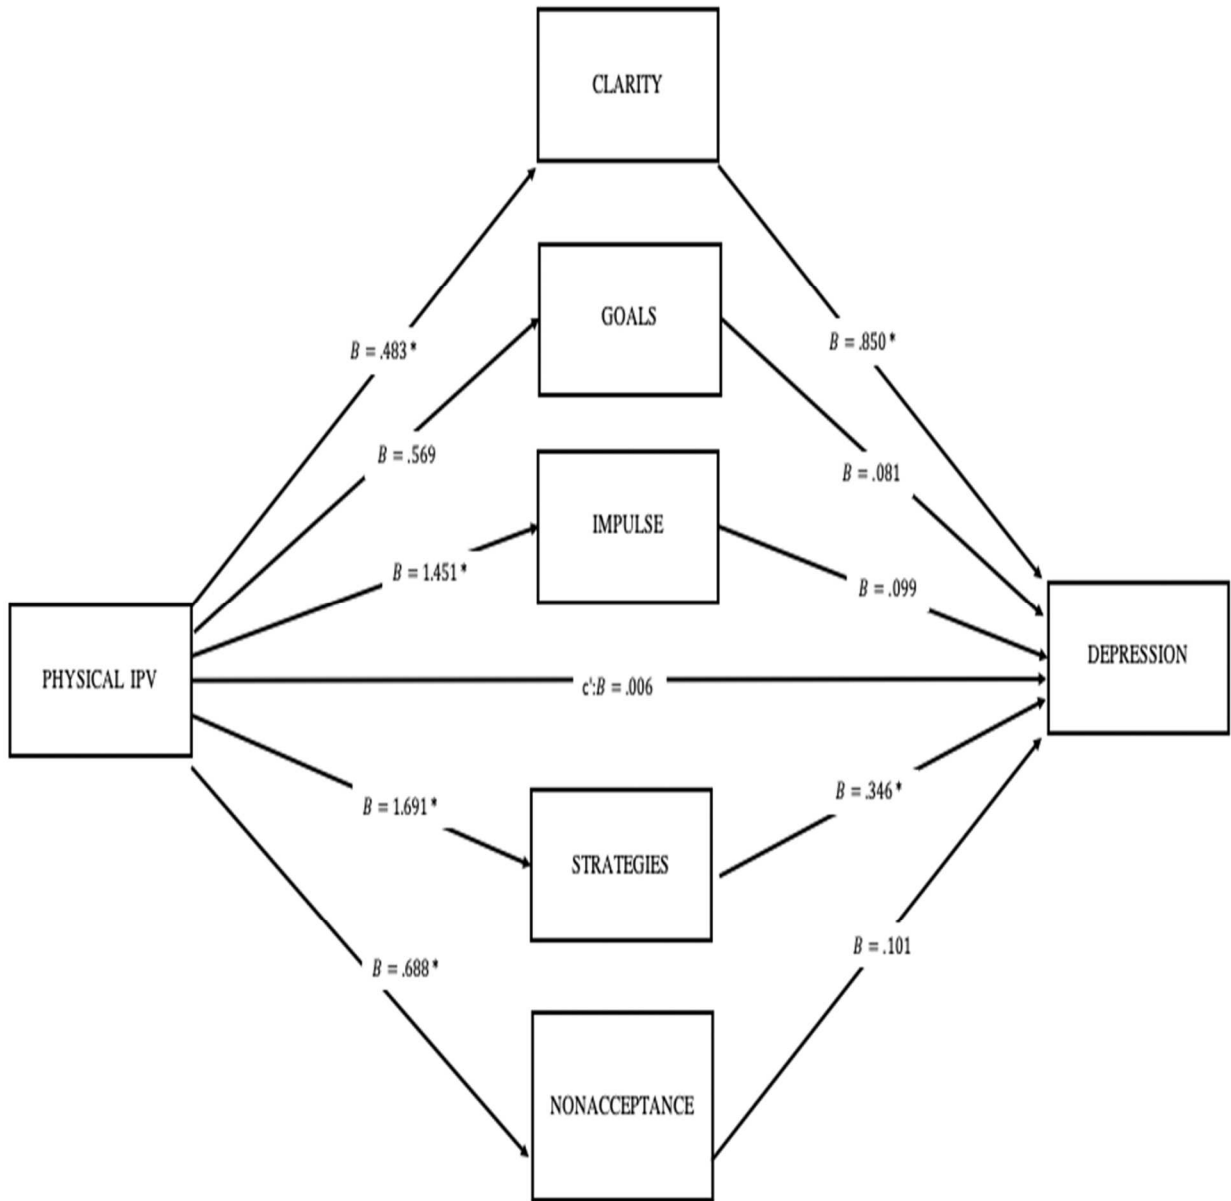 CLARITY
GOALS
B = .850*
B = .483*
B = .569
B = .081
IMPULSE
B = 1.451*
B = .099
DEPRESSION
PHYSICAL IPV
c':B = .006
B = .346*
B = 1.691*
STRATEGIES
B = .101
B = .688*
NONACCEPTANCE